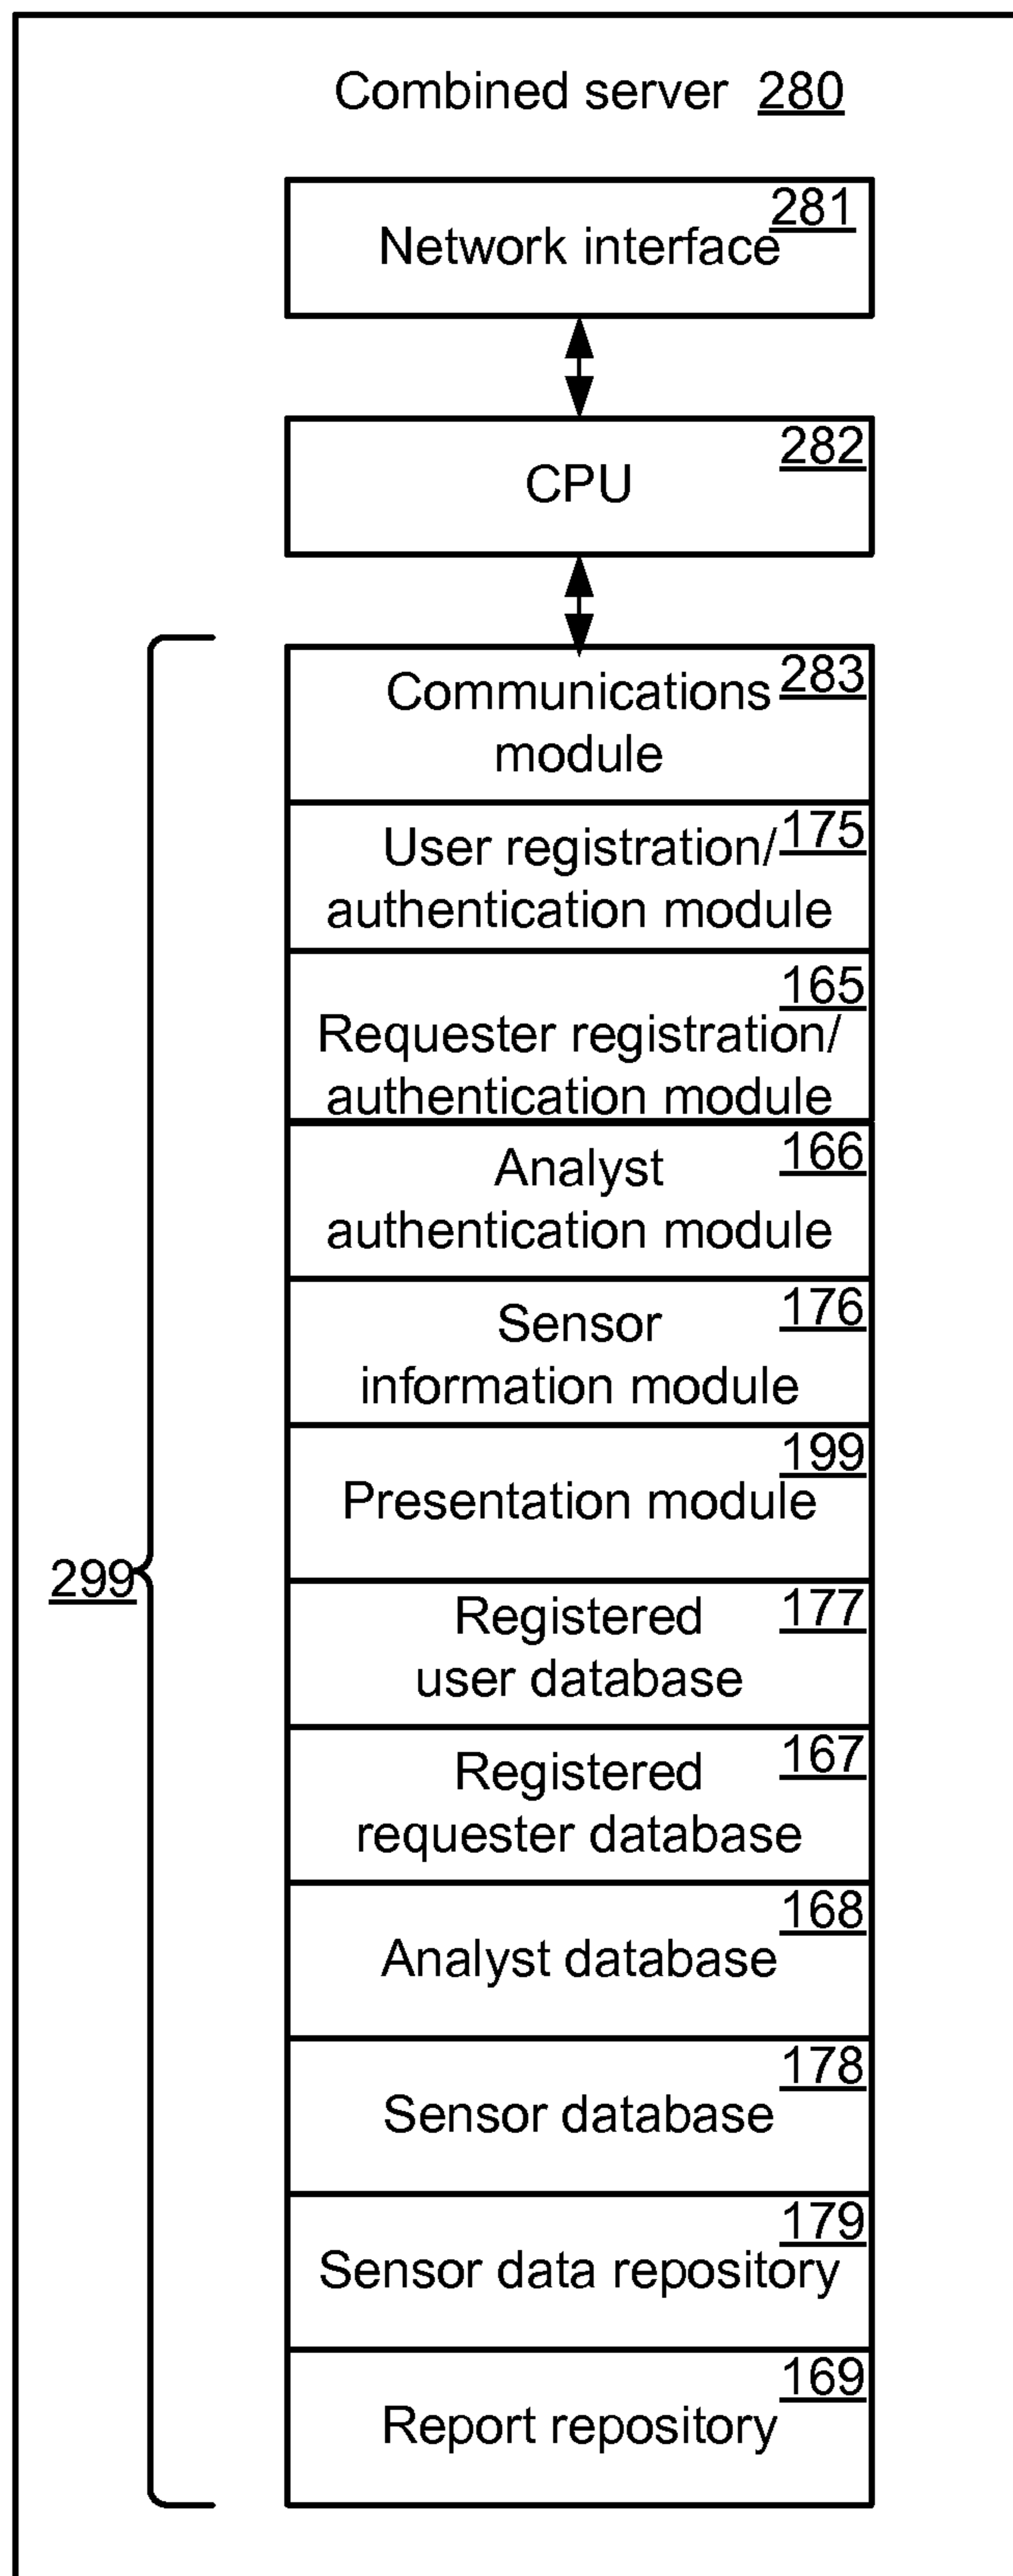 Combined server 280
281
Network interface
282
CPU
283
Communications
module
175
User registration/
authentication module
165
Requester registration/
authentication module
166
Analyst
authentication module
176
Sensor
information module
199
Presentation module
299
177
Registered
user database
167
Registered
requester database
168
Analyst database
178
Sensor database
179
Sensor data repository
169
Report repository